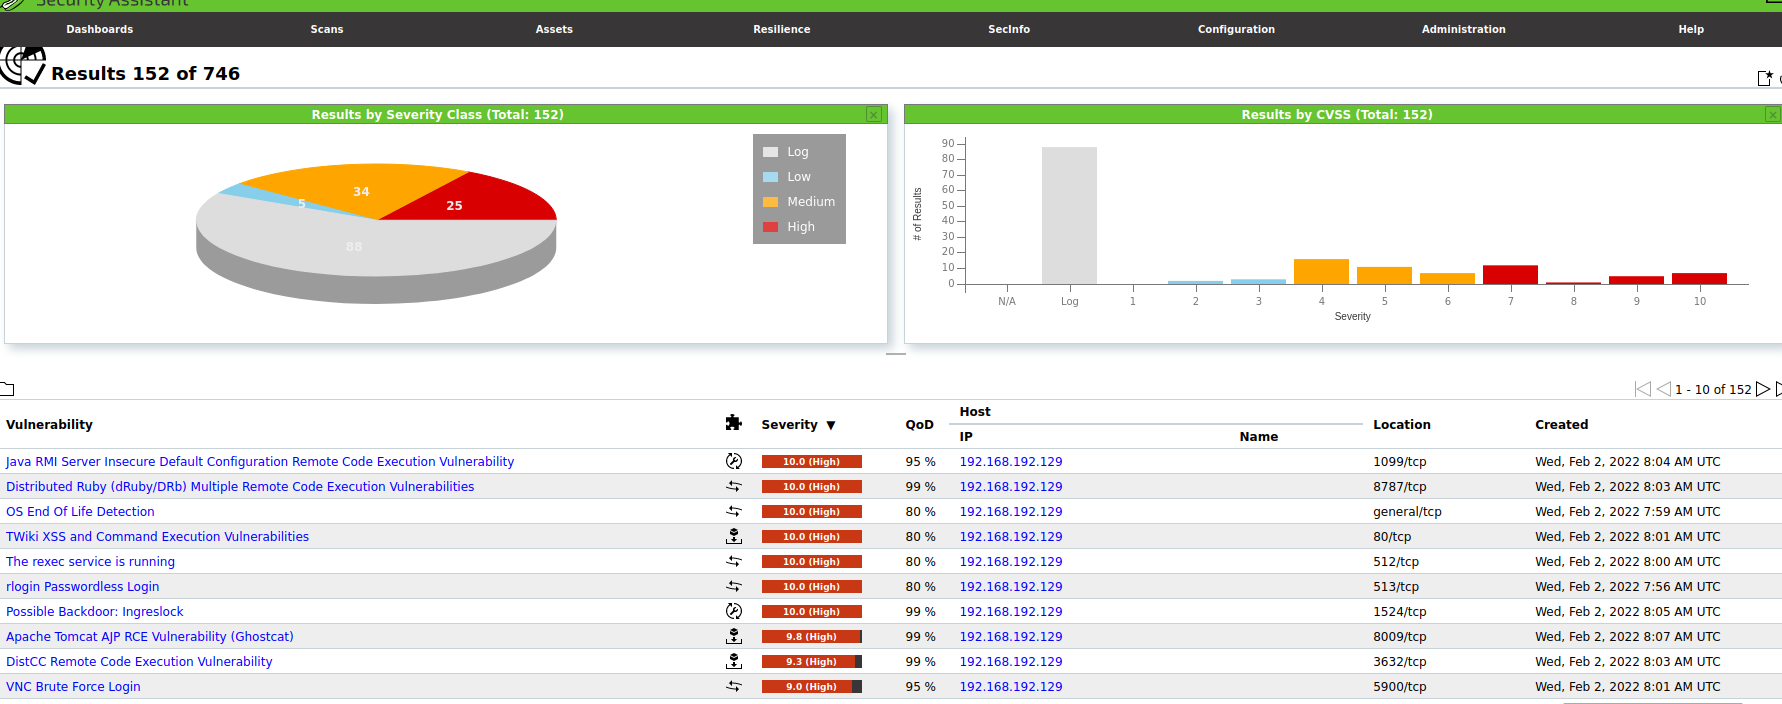 Security Assistant
Dashboards Scans Assets Resilience SecInfo Configuration Administration Help
Results 152 of 746
Results by Severity Class (Total: 152)
34
5
25
88
Log
Low
Medium
High
Results by CVSS (Total: 152)
# of Results
90
80
70
60
50
40
30
20
10
0
N/A Log 1 2 3 4 5 6 7 8 9 10
Severity
1 - 10 of 152
Vulnerability Severity ▼ QoD Host Location Created
IP Name
Java RMI Server Insecure Default Configuration Remote Code Execution Vulnerability 10.0 (High) 95 % 192.168.192.129 1099/tcp Wed, Feb 2, 2022 8:04 AM UTC
Distributed Ruby (dRuby/DRb) Multiple Remote Code Execution Vulnerabilities 10.0 (High) 99 % 192.168.192.129 8787/tcp Wed, Feb 2, 2022 8:03 AM UTC
OS End Of Life Detection 10.0 (High) 80 % 192.168.192.129 general/tcp Wed, Feb 2, 2022 7:59 AM UTC
TWiki XSS and Command Execution Vulnerabilities 10.0 (High) 80 % 192.168.192.129 80/tcp Wed, Feb 2, 2022 8:01 AM UTC
The rexec service is running 10.0 (High) 80 % 192.168.192.129 512/tcp Wed, Feb 2, 2022 8:00 AM UTC
rlogin Passwordless Login 10.0 (High) 80 % 192.168.192.129 513/tcp Wed, Feb 2, 2022 7:56 AM UTC
Possible Backdoor: Ingreslock 10.0 (High) 99 % 192.168.192.129 1524/tcp Wed, Feb 2, 2022 8:05 AM UTC
Apache Tomcat AJP RCE Vulnerability (Ghostcat) 9.8 (High) 99 % 192.168.192.129 8009/tcp Wed, Feb 2, 2022 8:07 AM UTC
DistCC Remote Code Execution Vulnerability 9.3 (High) 99 % 192.168.192.129 3632/tcp Wed, Feb 2, 2022 8:03 AM UTC
VNC Brute Force Login 9.0 (High) 95 % 192.168.192.129 5900/tcp Wed, Feb 2, 2022 8:01 AM UTC